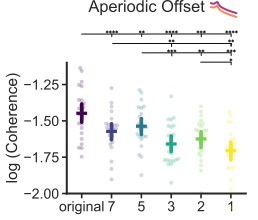 Aperiodic Offset
**** ** **** *** ****
** **
*** ** ***
** *
*
log (Coherence)
−1.25
−1.50
−1.75
−2.00
original 7 5 3 2 1